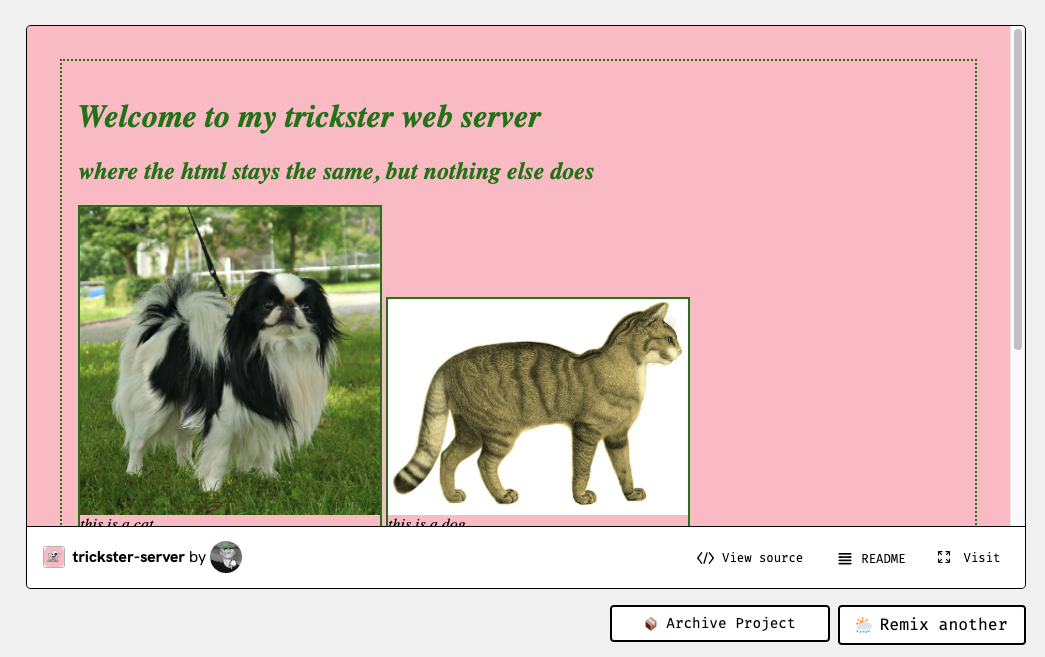 Welcome to my trickster web server
where the html stays the same, but nothing else does
this is a cat
this is a dog
trickster-server by
</> View source
README
Visit
Archive Project
Remix another